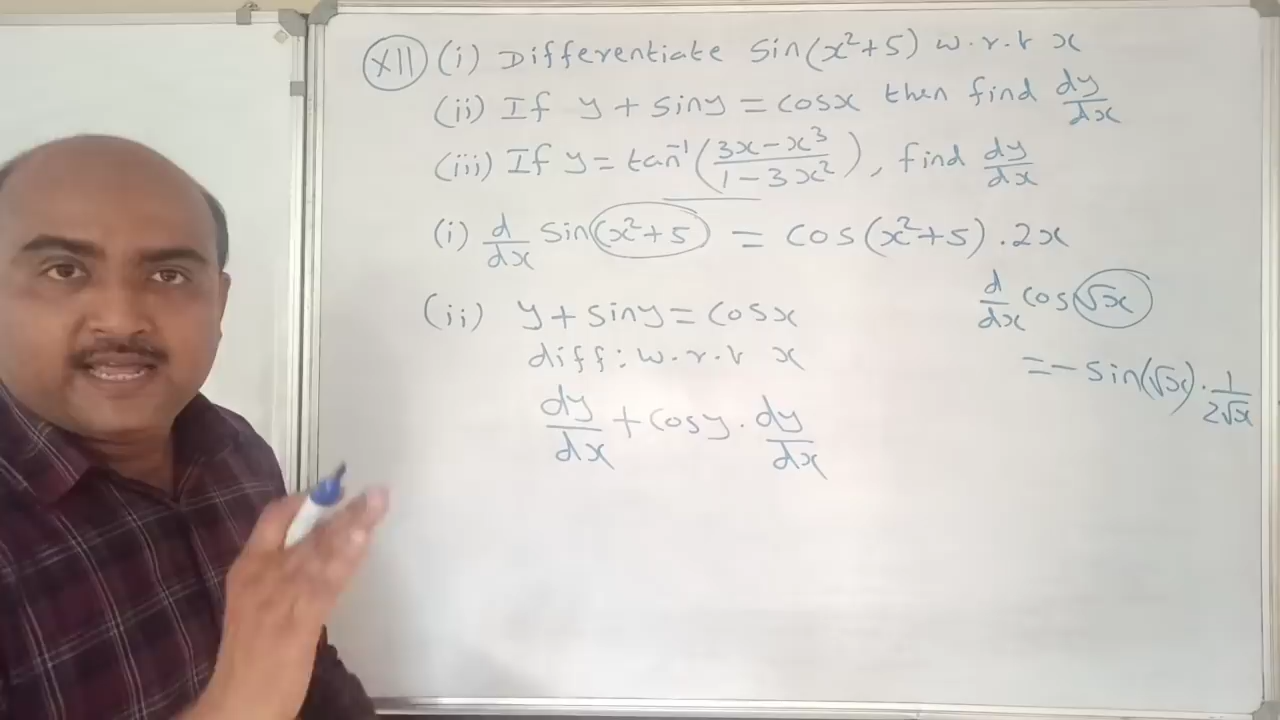 XII (i) Differentiate sin(x²+5) w.r.t x
(ii) If y + siny = cosx then find dy/dx
(iii) If y = tan⁻¹((3x-x³)/(1-3x²)), find dy/dx
(i) d/dx sin(x²+5) = cos(x²+5).2x
d/dx cos(√x)
= -sin(√x).1/(2√x)
(ii) y + siny = cosx
diff: w.r.t x
dy/dx + cosy.dy/dx